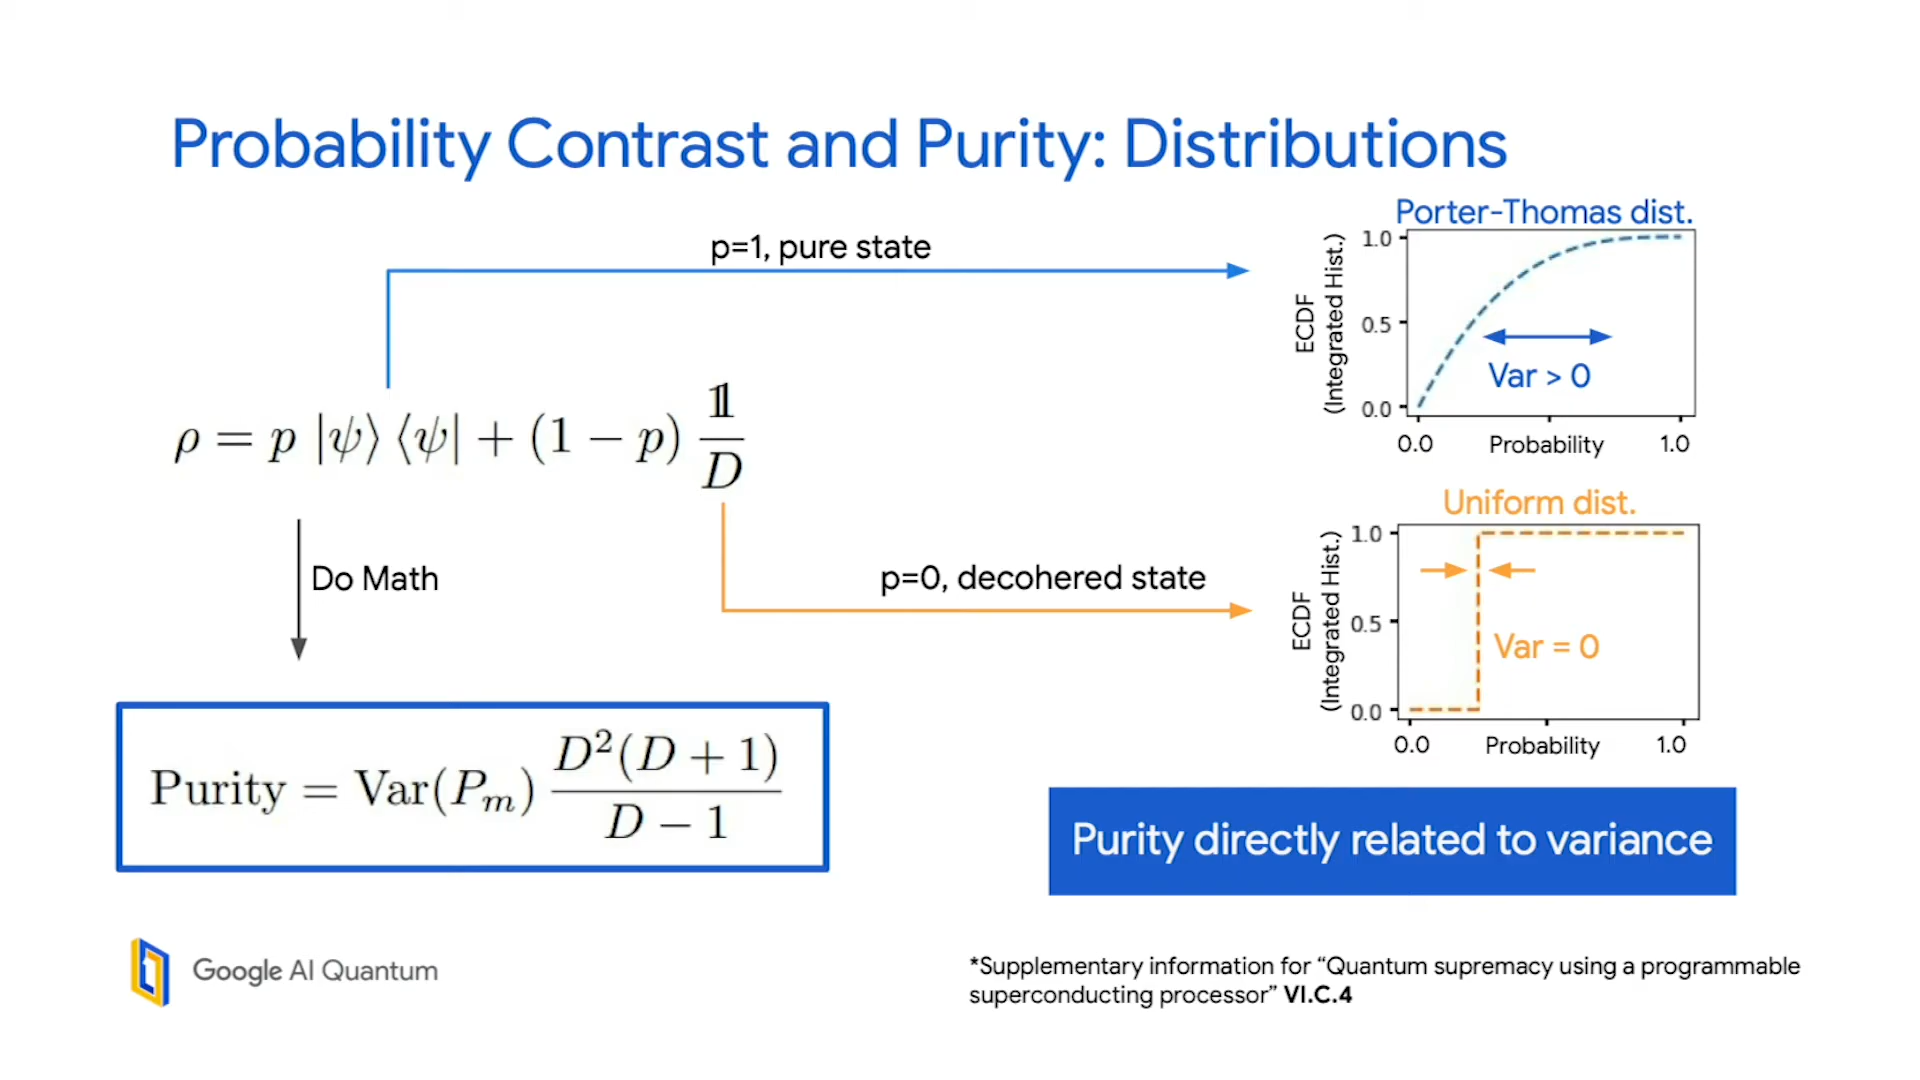 Probability Contrast and Purity: Distributions
p=1, pure state
Porter-Thomas dist.
ECDF
(Integrated Hist.)
1.0
0.5
0.0
Var > 0
0.0 Probability 1.0
ρ = p |ψ⟩ ⟨ψ| + (1 − p) 𝟙/D
Do Math
p=0, decohered state
Uniform dist.
ECDF
(Integrated Hist.)
1.0
0.5
0.0
Var = 0
0.0 Probability 1.0
Purity = Var(Pₘ) D²(D + 1)/D − 1
Purity directly related to variance
Google AI Quantum
*Supplementary information for “Quantum supremacy using a programmable
superconducting processor” VI.C.4